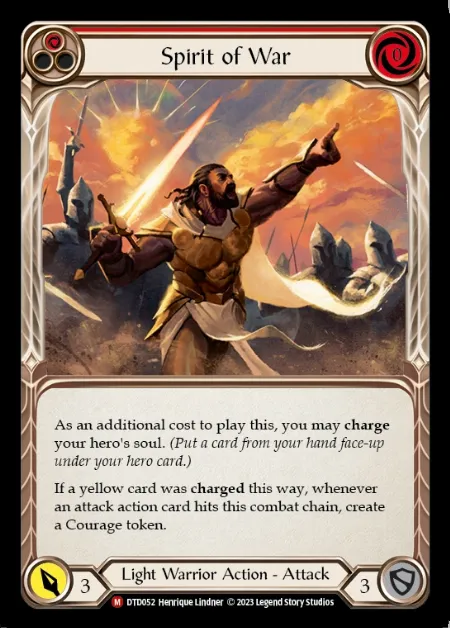 Spirit of War
0
As an additional cost to play this, you may charge
your hero's soul. (Put a card from your hand face-up
under your hero card.)
If a yellow card was charged this way, whenever
an attack action card hits this combat chain, create
a Courage token.
3
Light Warrior Action - Attack
3
M DTD052 Henrique Lindner © 2023 Legend Story Studios